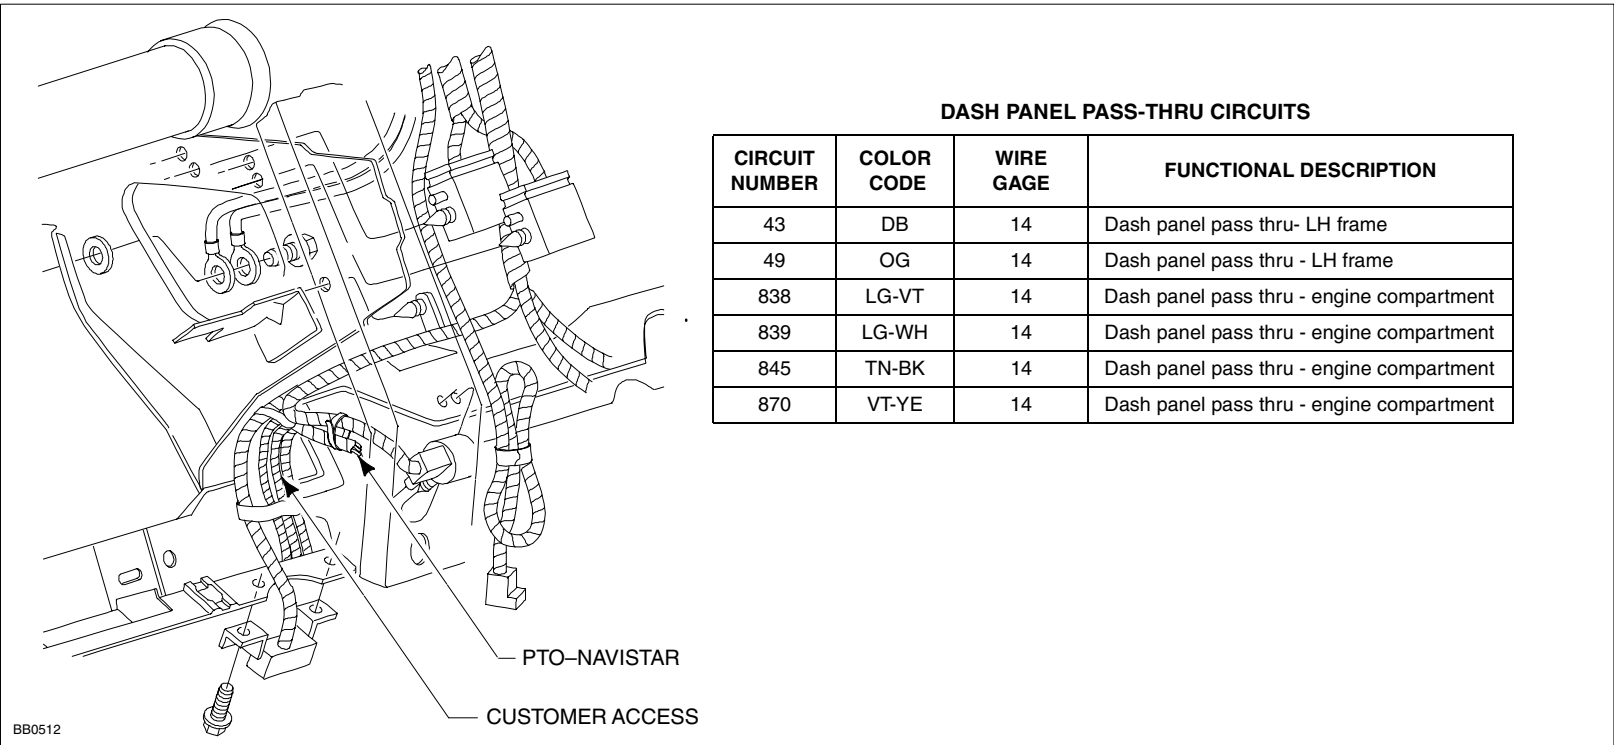 DASH PANEL PASS-THRU CIRCUITS
CIRCUIT NUMBER COLOR CODE WIRE GAGE FUNCTIONAL DESCRIPTION
43 DB 14 Dash panel pass thru- LH frame
49 OG 14 Dash panel pass thru - LH frame
838 LG-VT 14 Dash panel pass thru - engine compartment
839 LG-WH 14 Dash panel pass thru - engine compartment
845 TN-BK 14 Dash panel pass thru - engine compartment
870 VT-YE 14 Dash panel pass thru - engine compartment
PTO–NAVISTAR
CUSTOMER ACCESS
BB0512